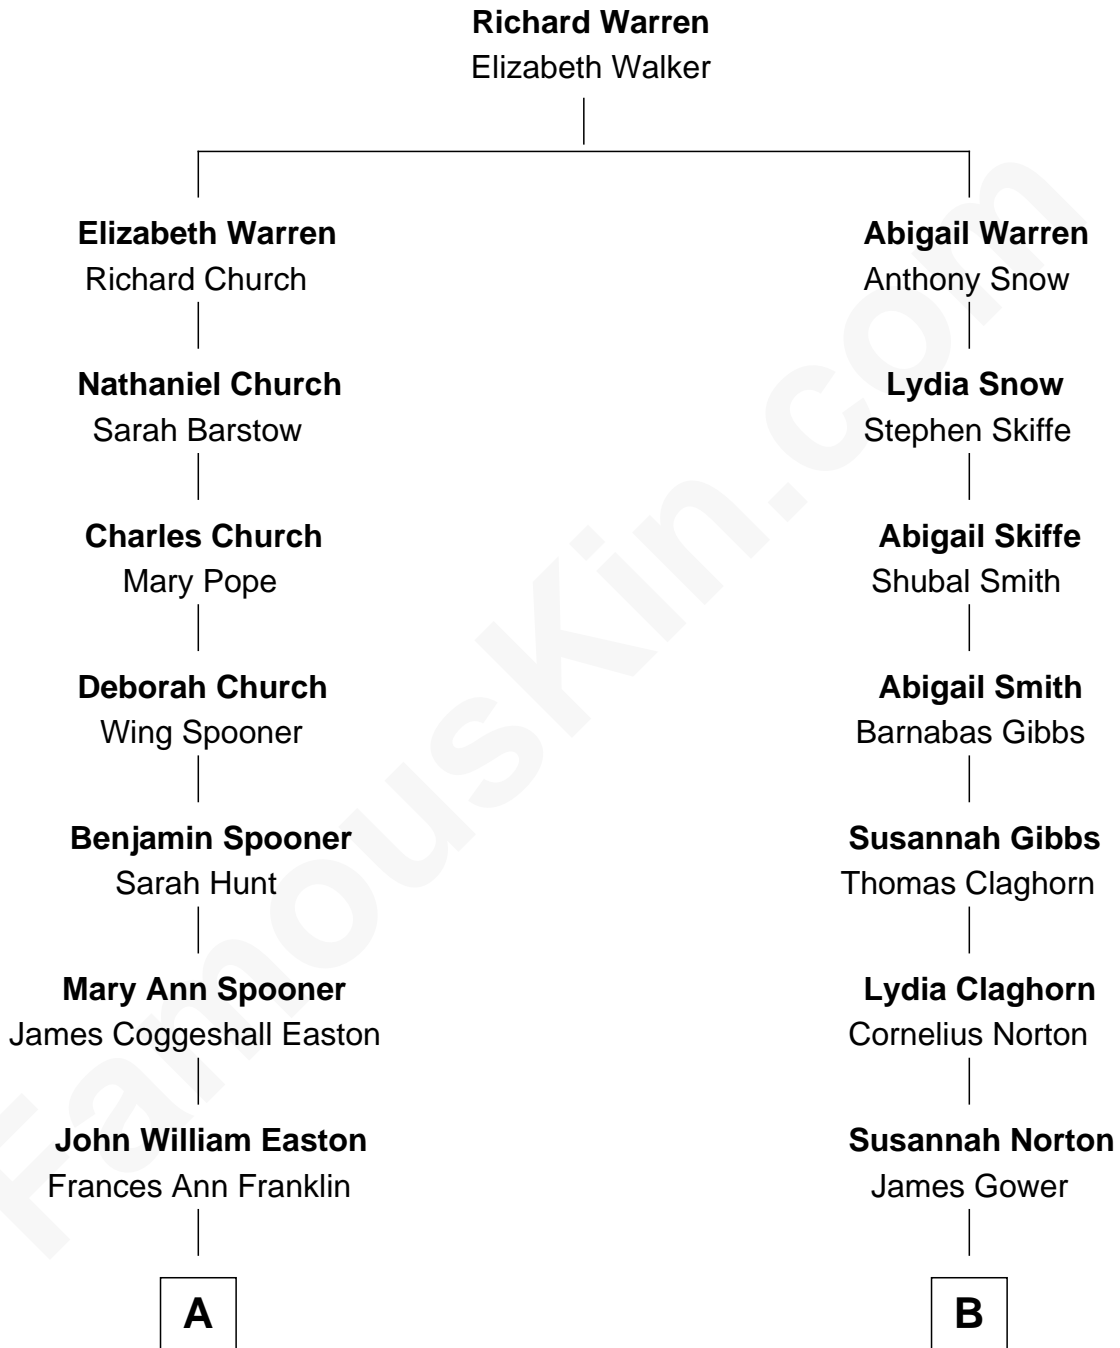 Richard Warren
Elizabeth Walker
Elizabeth Warren
Richard Church
Nathaniel Church
Sarah Barstow
Charles Church
Mary Pope
Deborah Church
Wing Spooner
Benjamin Spooner
Sarah Hunt
Mary Ann Spooner
James Coggeshall Easton
John William Easton
Frances Ann Franklin
A
Abigail Warren
Anthony Snow
Lydia Snow
Stephen Skiffe
Abigail Skiffe
Shubal Smith
Abigail Smith
Barnabas Gibbs
Susannah Gibbs
Thomas Claghorn
Lydia Claghorn
Cornelius Norton
Susannah Norton
James Gower
B
FamousKin.com